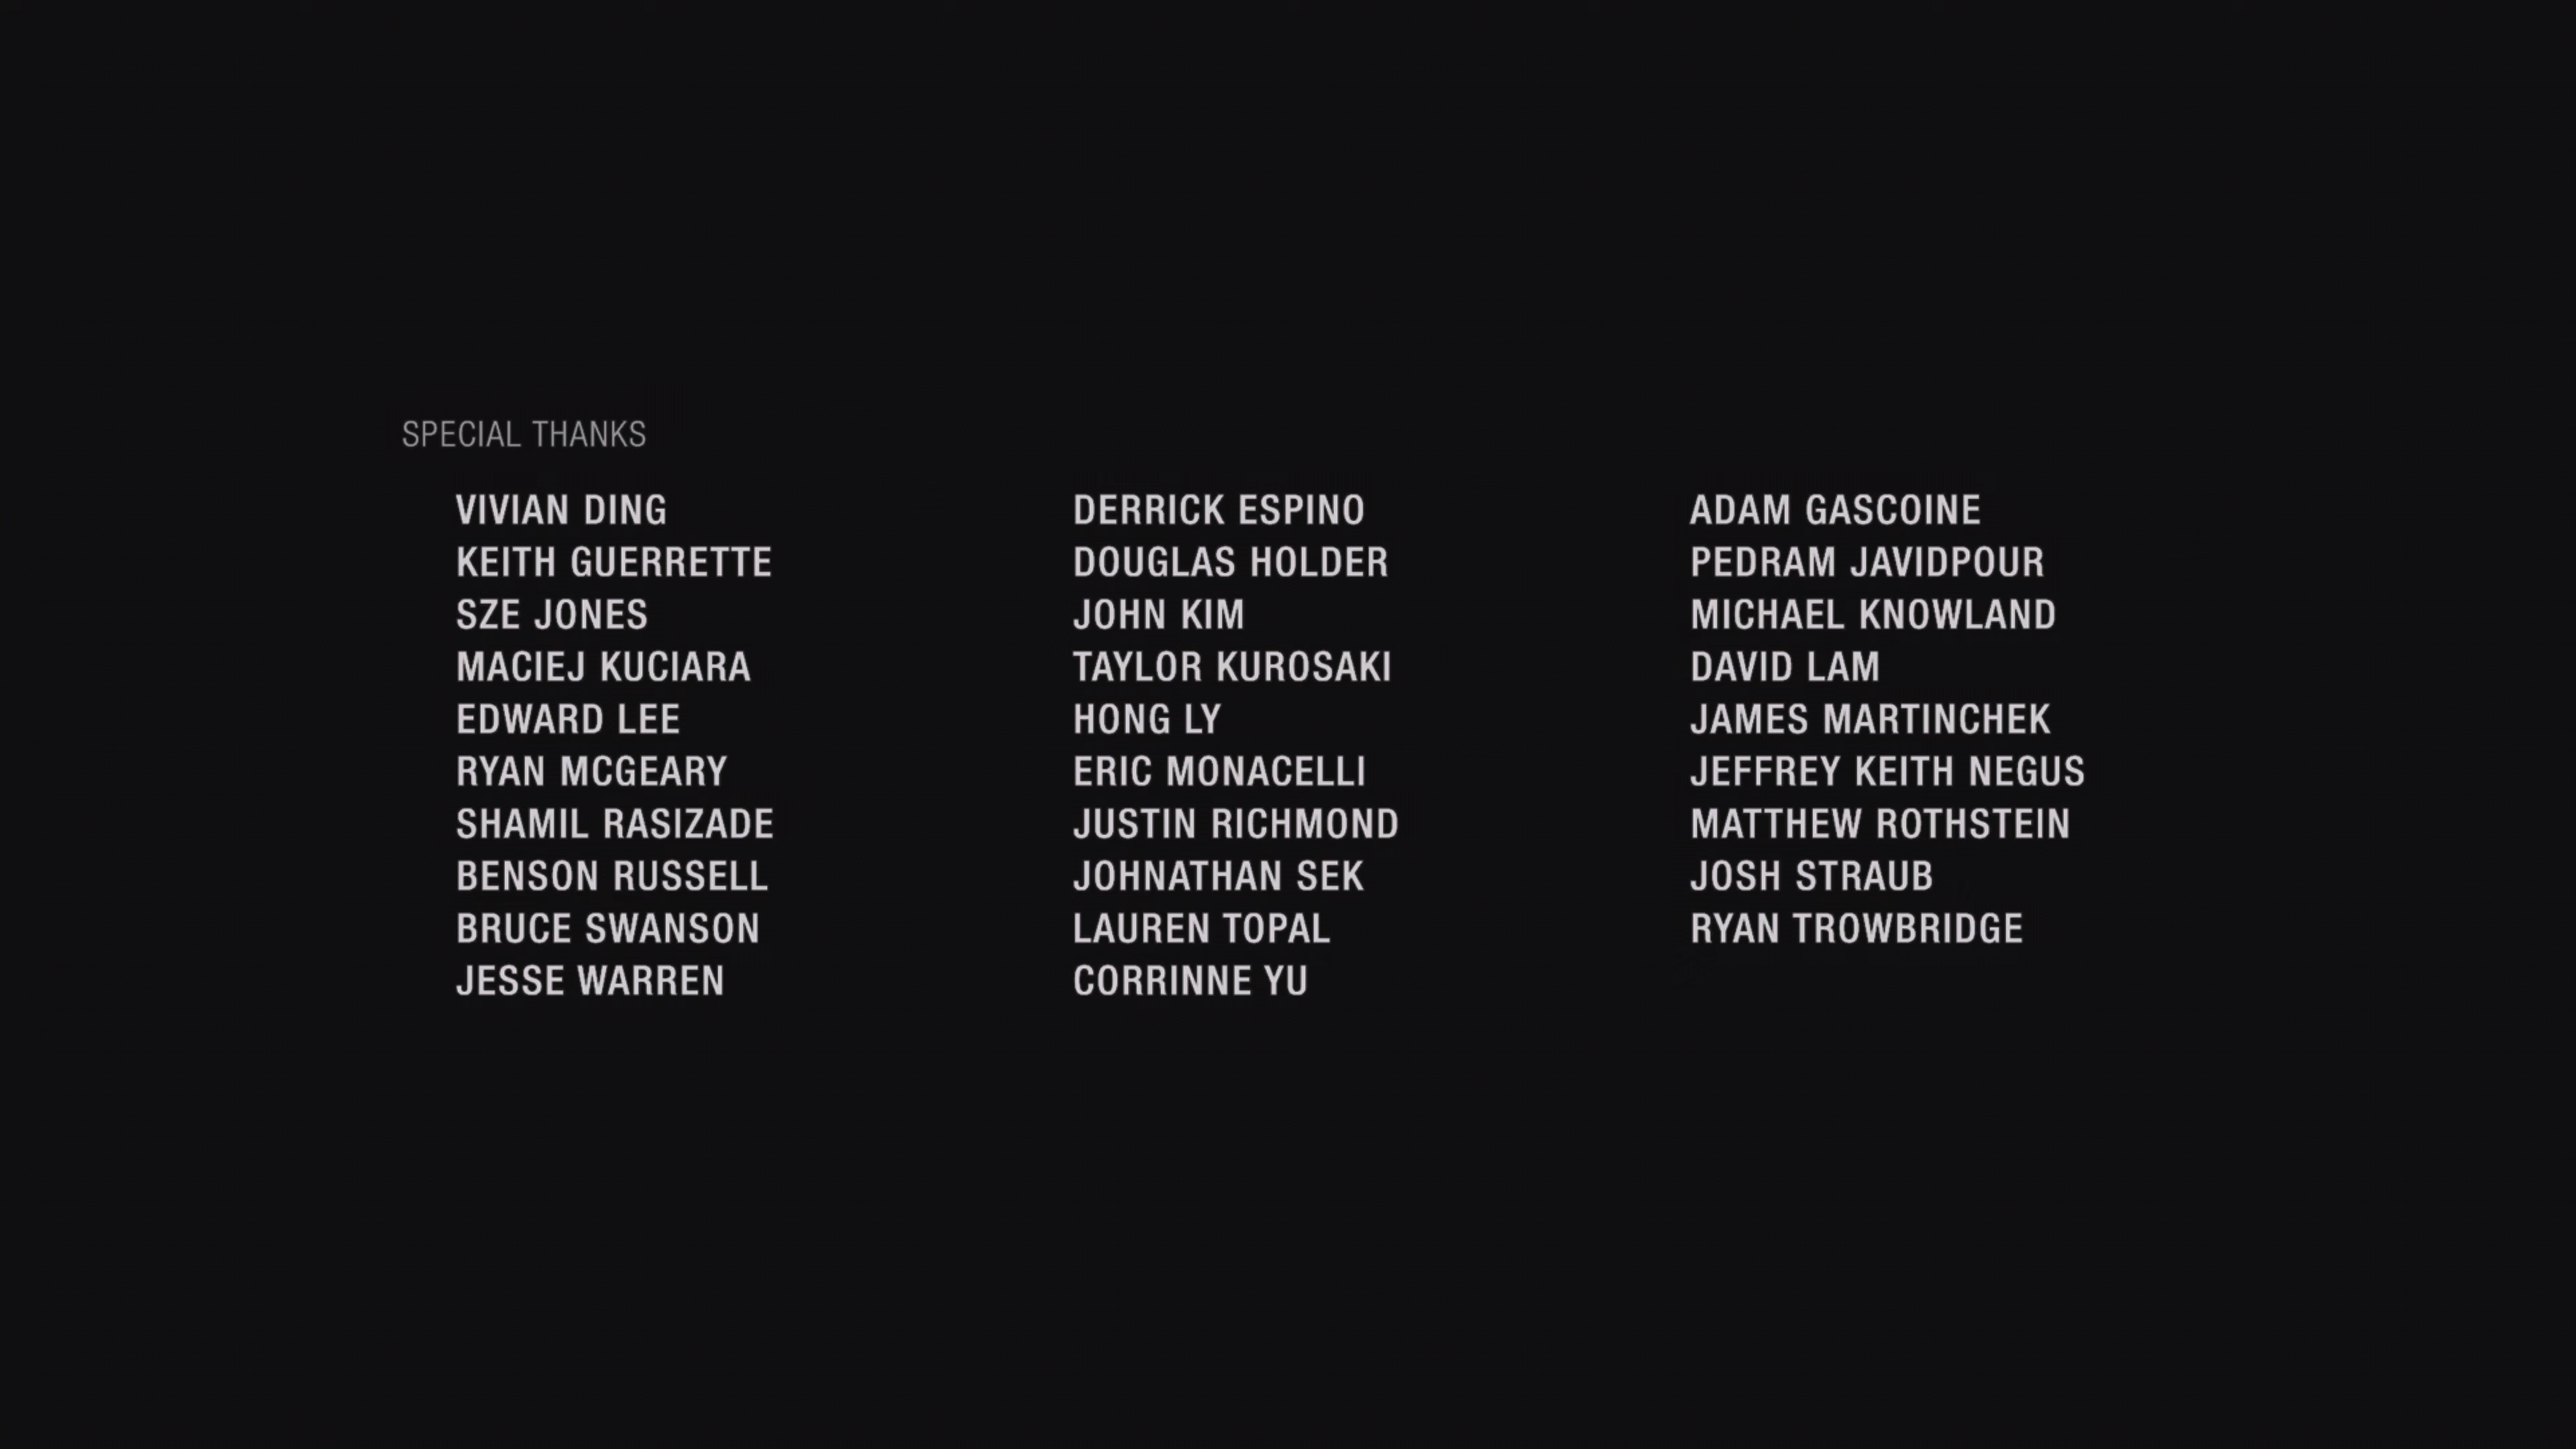 SPECIAL THANKS
VIVIAN DING
KEITH GUERRETTE
SZE JONES
MACIEJ KUCIARA
EDWARD LEE
RYAN MCGEARY
SHAMIL RASIZADE
BENSON RUSSELL
BRUCE SWANSON
JESSE WARREN
DERRICK ESPINO
DOUGLAS HOLDER
JOHN KIM
TAYLOR KUROSAKI
HONG LY
ERIC MONACELLI
JUSTIN RICHMOND
JOHNATHAN SEK
LAUREN TOPAL
CORRINNE YU
ADAM GASCOINE
PEDRAM JAVIDPOUR
MICHAEL KNOWLAND
DAVID LAM
JAMES MARTINCHEK
JEFFREY KEITH NEGUS
MATTHEW ROTHSTEIN
JOSH STRAUB
RYAN TROWBRIDGE